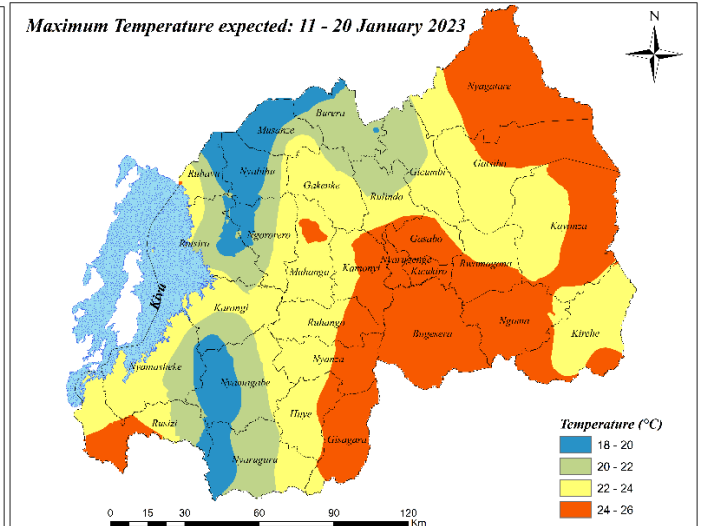 Maximum Temperature expected: 11 - 20 January 2023
N
Nyagatare
Burera
Musanze
Rubavu
Nyabihu
Gakenke
Gicumbi
Gatsibo
Rulindo
Kayonza
Rutsiro
Ngororero
Gasabo
Nyarugenge
Kicukiro
Rwamagana
Muhanga
Kamonyi
Kivu
Karongi
Ruhango
Bugesera
Ngoma
Kirehe
Nyamasheke
Nyanza
Nyamagabe
Rusizi
Huye
Gisagara
Nyaruguru
Temperature (°C)
18 - 20
20 - 22
22 - 24
24 - 26
0 15 30 60 90 120
Km